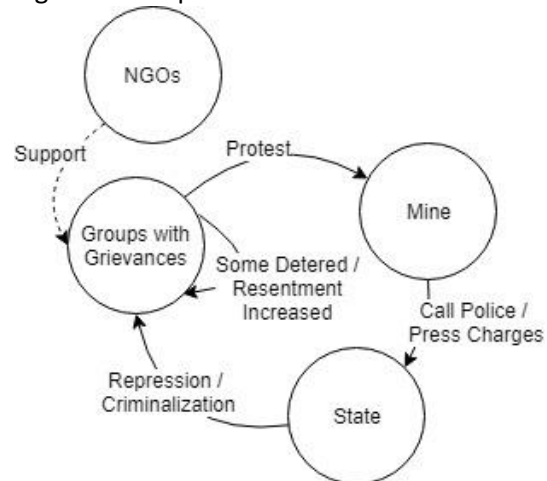 NGOs
Support
Protest
Mine
Groups with
Grievances
Some Detered /
Resentment
Increased
Call Police /
Press Charges
Repression /
Criminalization
State